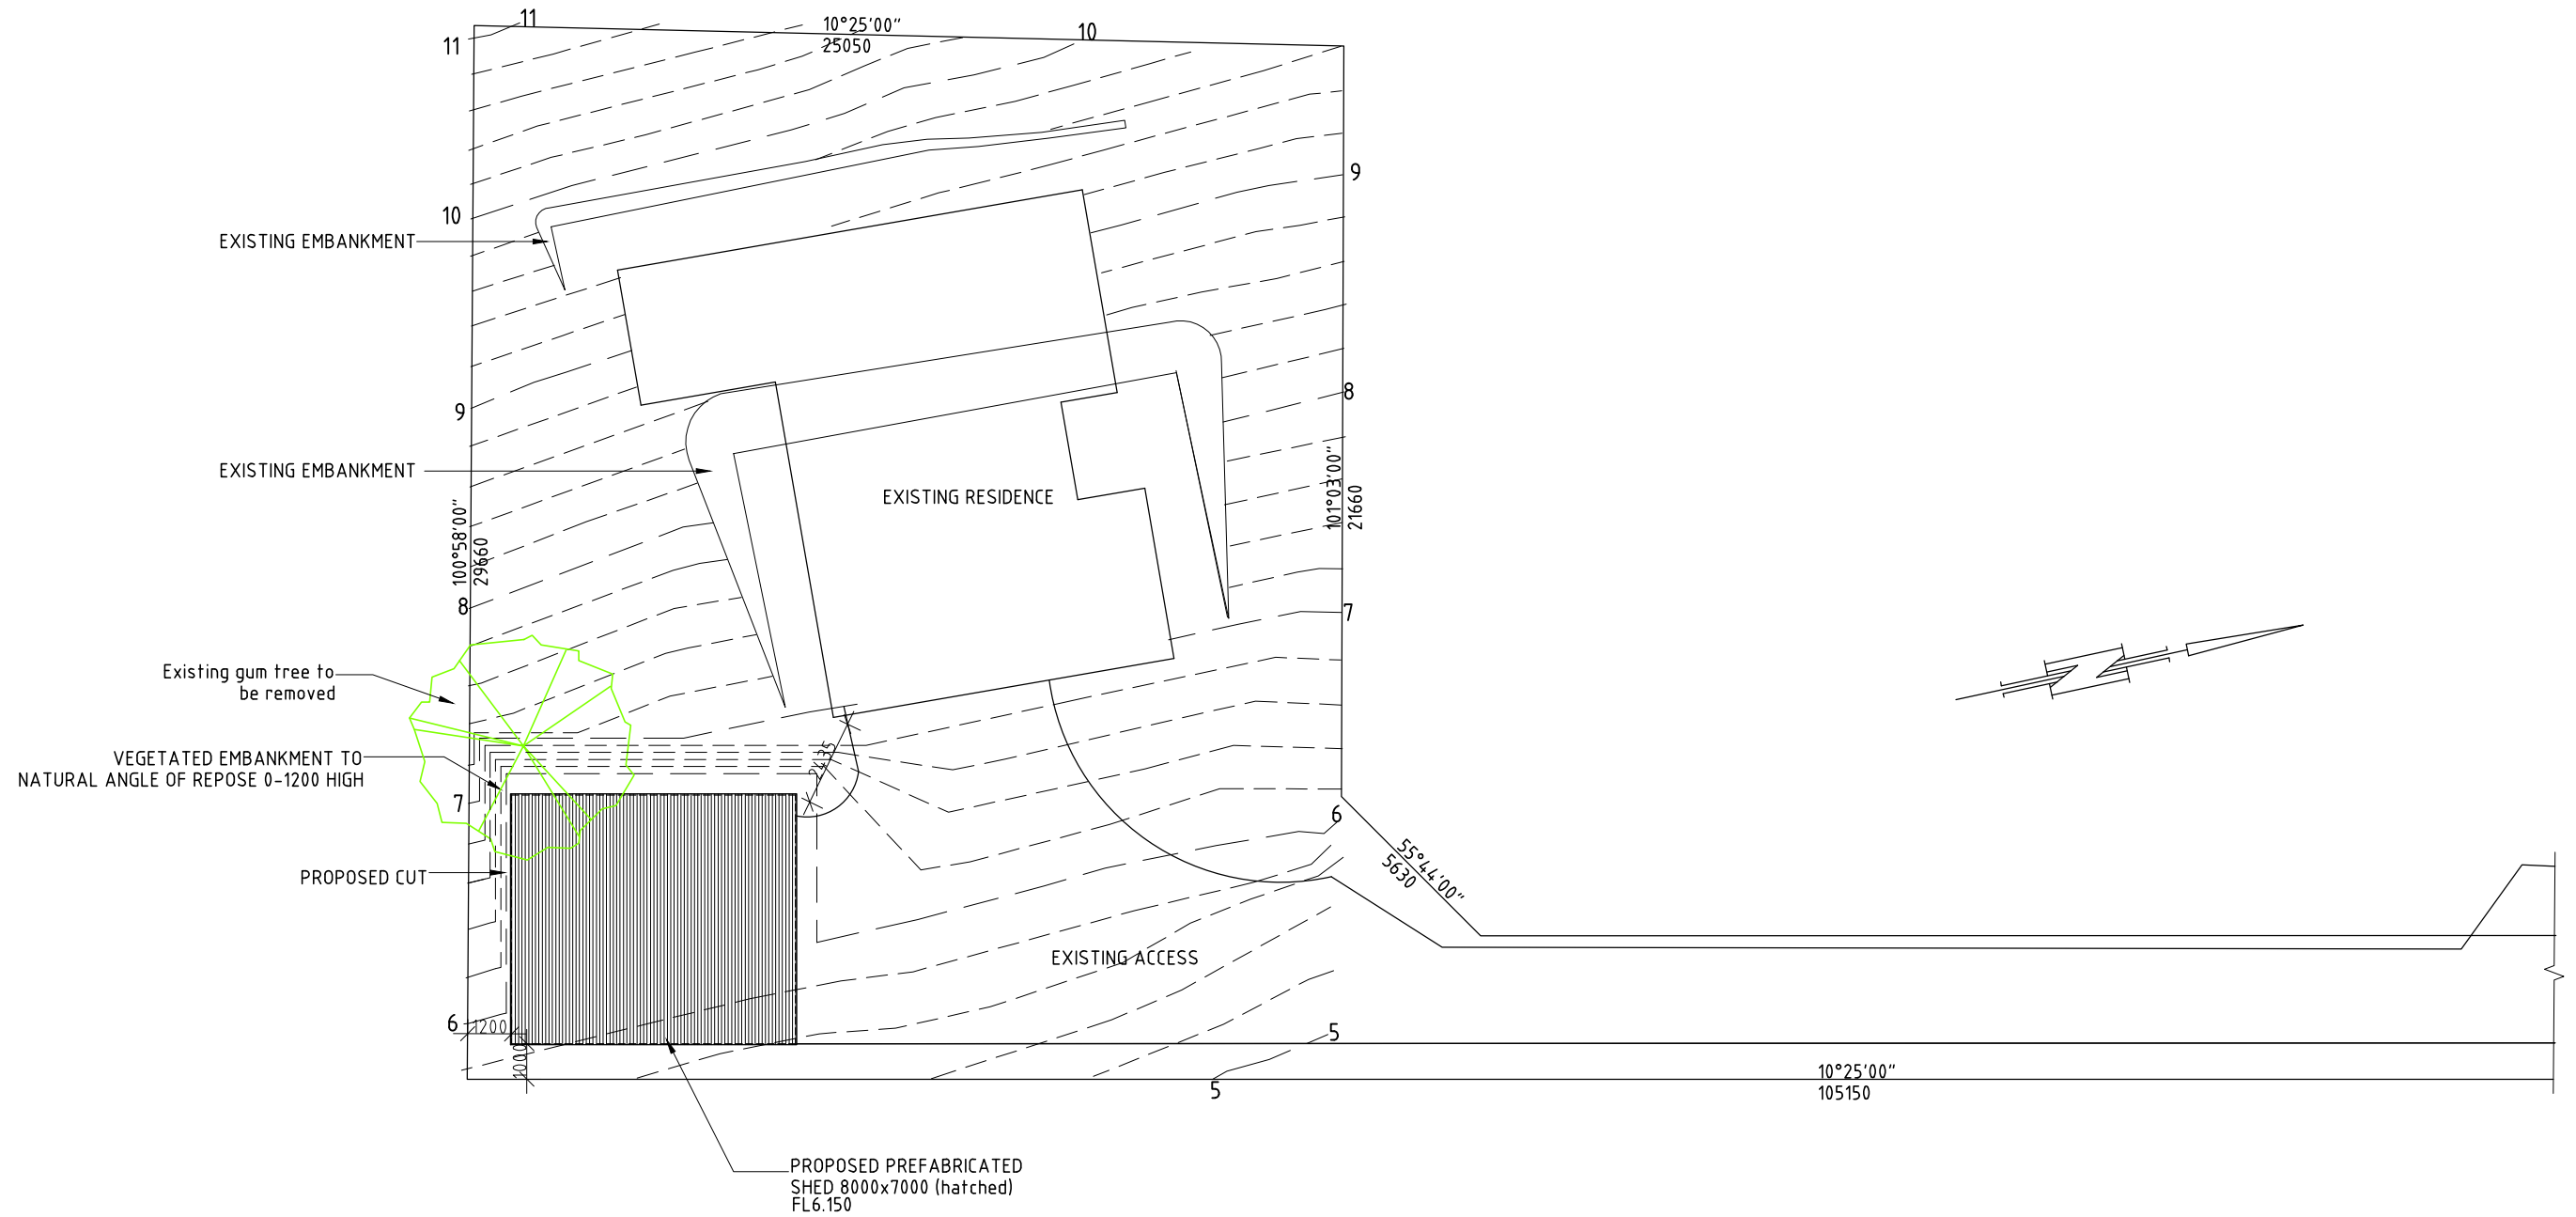 11
11
10°25'00"
25050
10
9
10
EXISTING EMBANKMENT
8
9
EXISTING EMBANKMENT
EXISTING RESIDENCE
101°03'00"
21660
100°58'00"
29660
8
7
Existing gum tree to
be removed
VEGETATED EMBANKMENT TO
NATURAL ANGLE OF REPOSE 0-1200 HIGH
2435
7
6
55°44'00"
5630
PROPOSED CUT
EXISTING ACCESS
N
6
1200
1000
5
5
10°25'00"
105150
PROPOSED PREFABRICATED
SHED 8000x7000 (hatched)
FL6.150